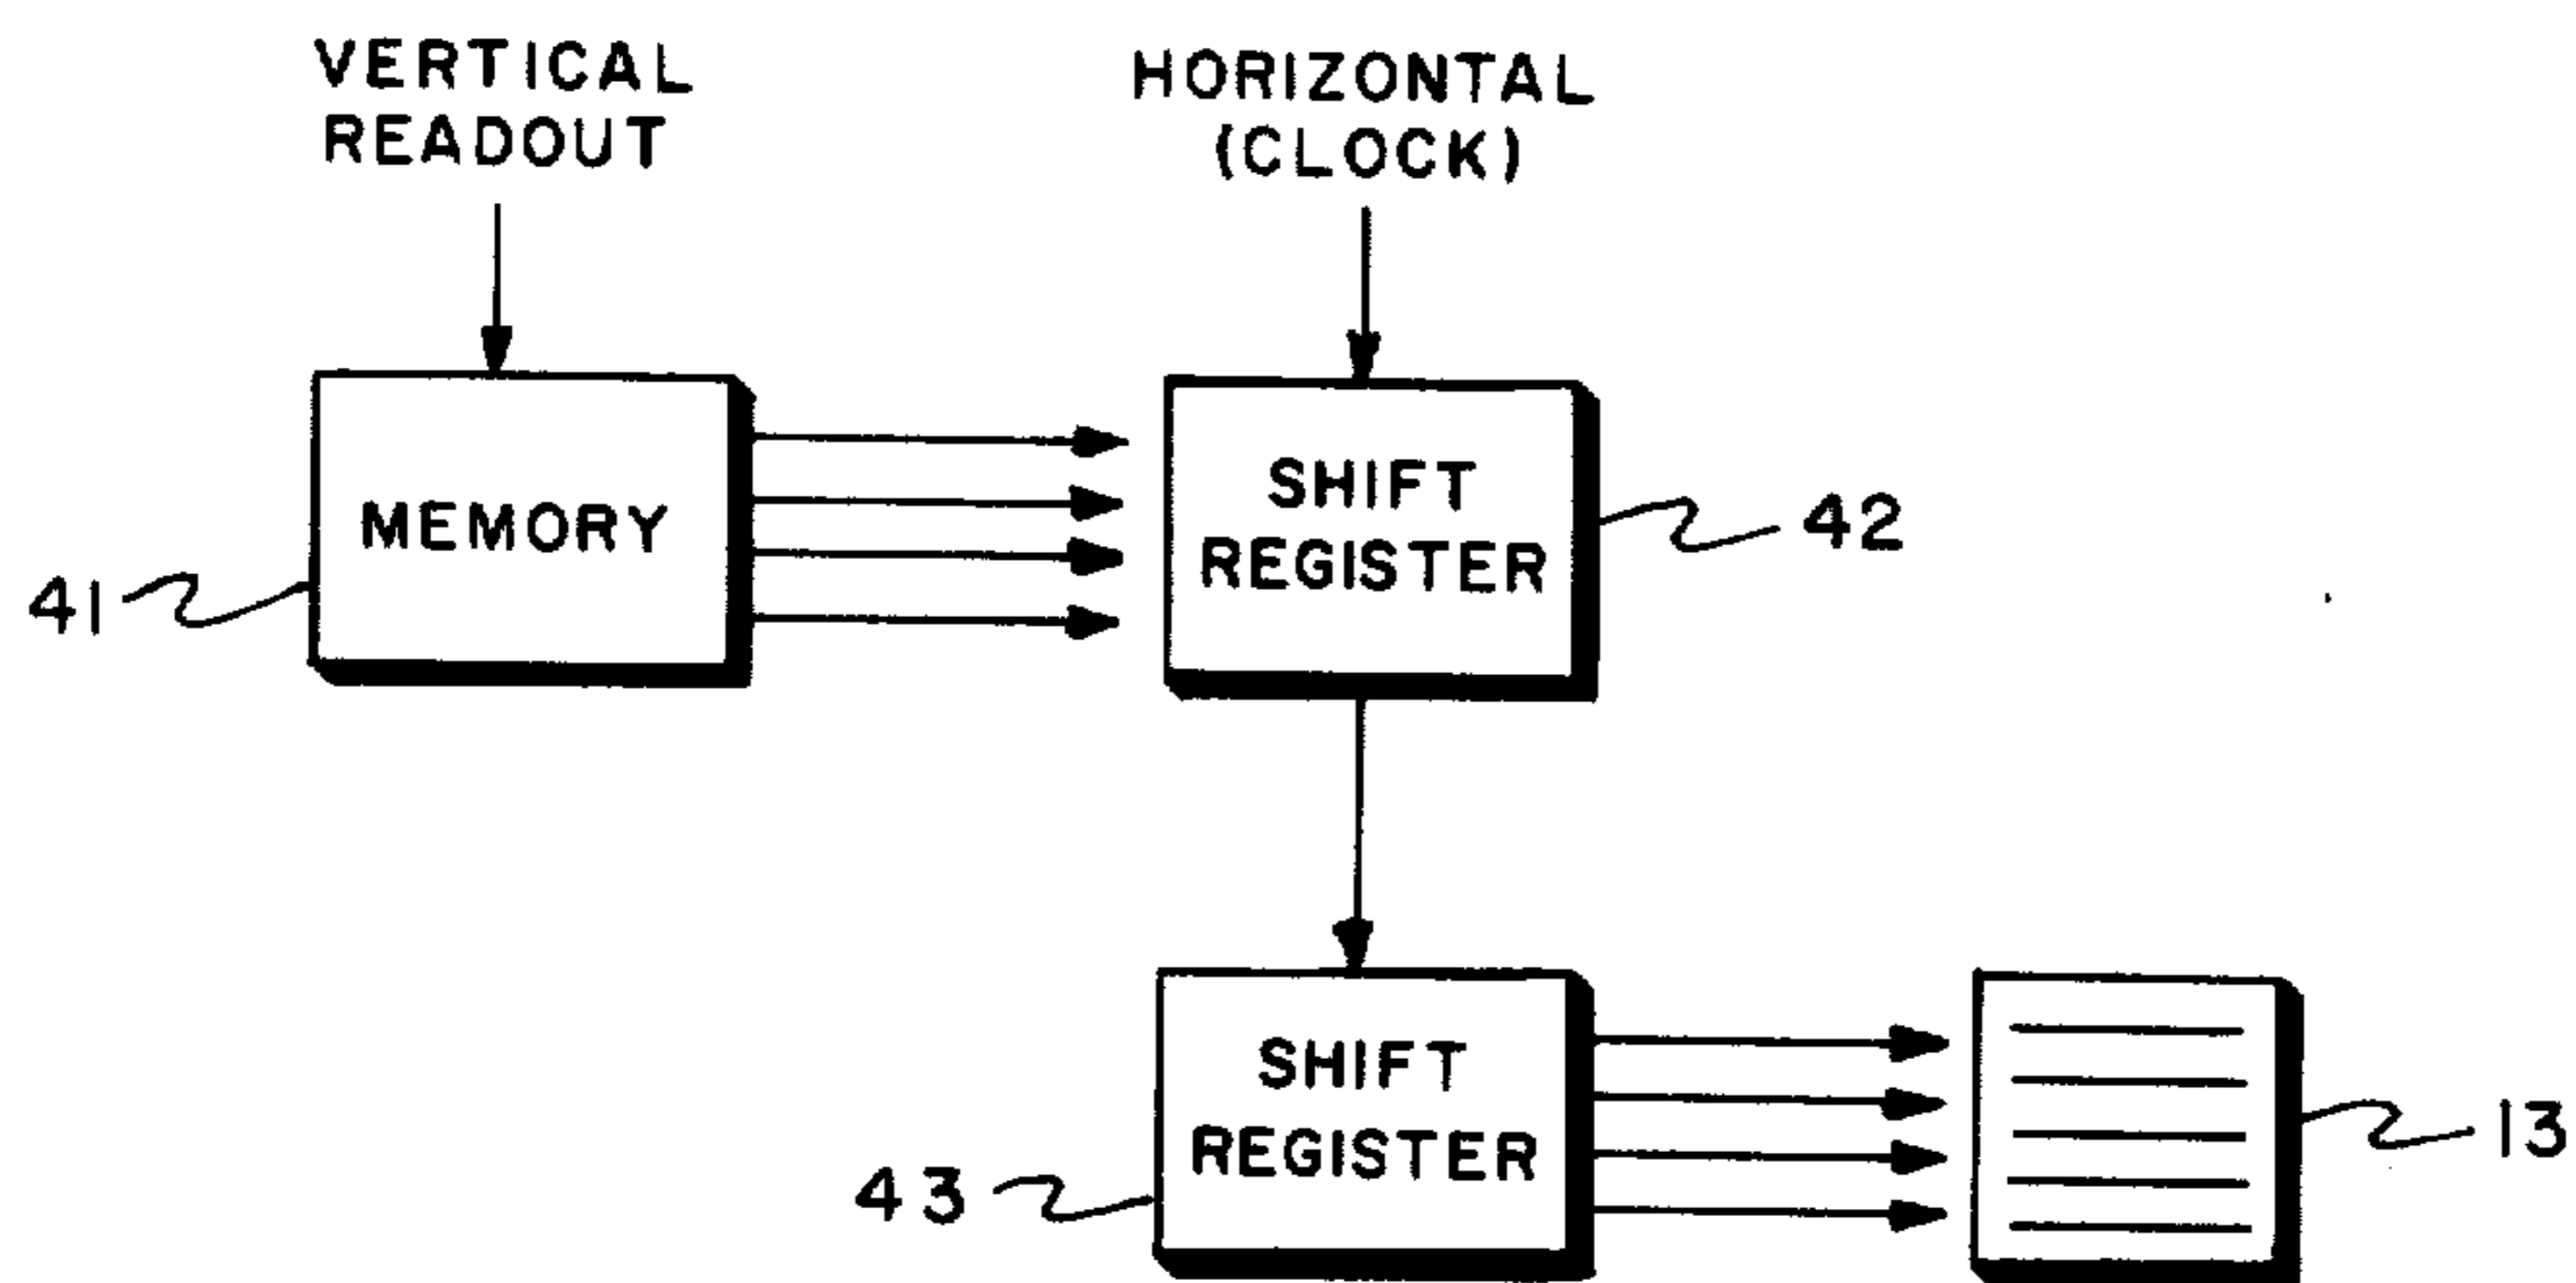 VERTICAL
READOUT
HORIZONTAL
(CLOCK)
MEMORY
SHIFT
REGISTER
41
42
SHIFT
REGISTER
43
13